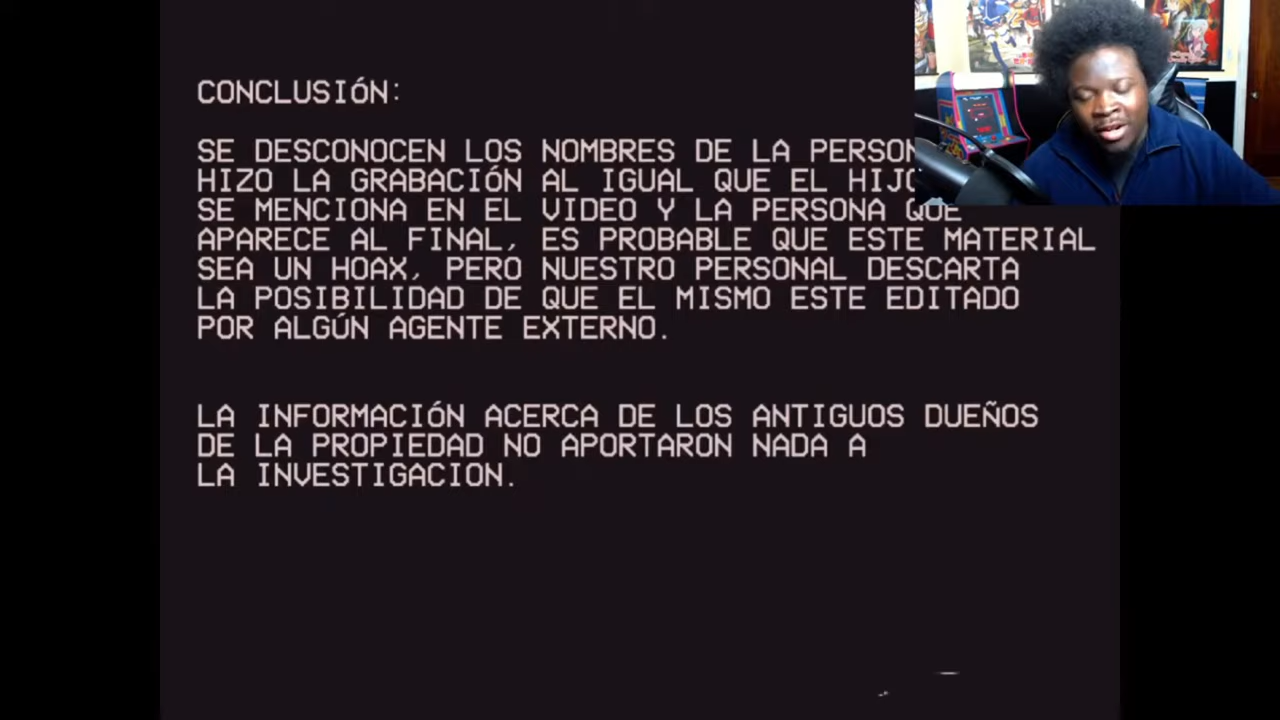 CONCLUSIÓN:
SE DESCONOCEN LOS NOMBRES DE LA
HIZO LA GRABACIÓN AL IGUAL QUE EL
SE MENCIONA EN EL VIDEO Y LA PERSONA QUE
APARECE AL FINAL, ES PROBABLE QUE ESTE MATERIAL
SEA UN HOAX, PERO NUESTRO PERSONAL DESCARTA
LA POSIBILIDAD DE QUE EL MISMO ESTE EDITADO
POR ALGÚN AGENTE EXTERNO.
LA INFORMACIÓN ACERCA DE LOS ANTIGUOS DUEÑOS
DE LA PROPIEDAD NO APORTARON NADA A
LA INVESTIGACION.